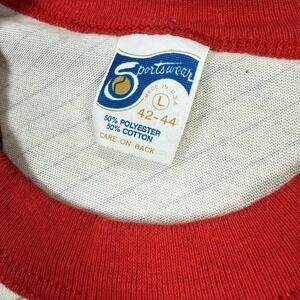 Sportswear
MADE IN U.S.A.
L
42-44
50% POLYESTER
50% COTTON
CARE ON BACK